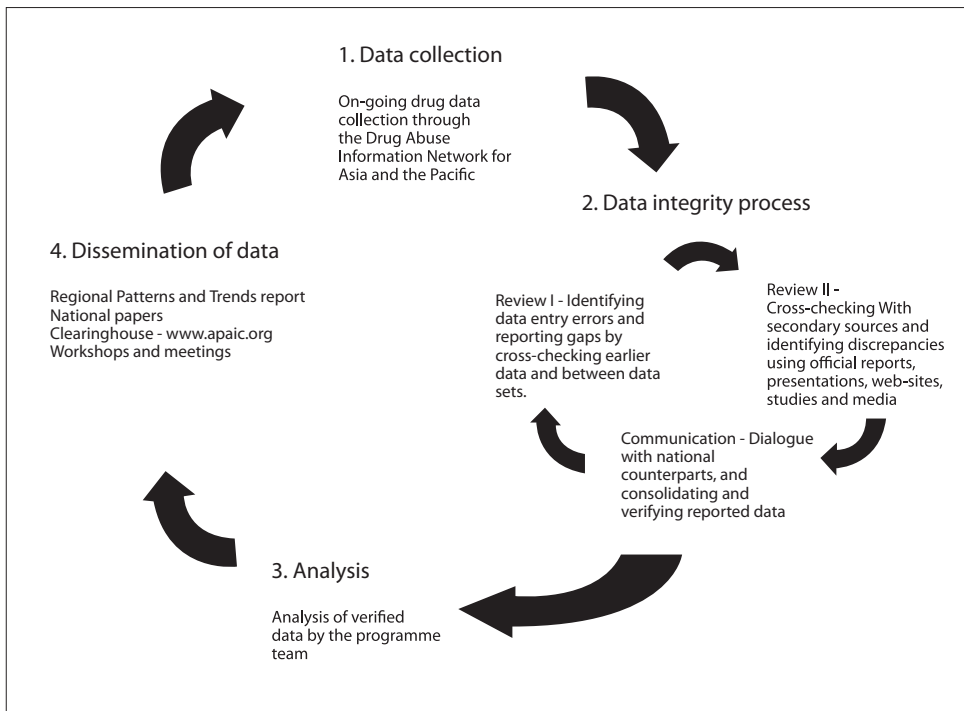 1. Data collection
On-going drug data
collection through
the Drug Abuse
Information Network for
Asia and the Pacific
2. Data integrity process
Review I - Identifying
data entry errors and
reporting gaps by
cross-checking earlier
data and between data
sets.
Review II -
Cross-checking With
secondary sources and
identifying discrepancies
using official reports,
presentations, web-sites,
studies and media
Communication - Dialogue
with national
counterparts, and
consolidating and
verifying reported data
3. Analysis
Analysis of verified
data by the programme
team
4. Dissemination of data
Regional Patterns and Trends report
National papers
Clearinghouse - www.apaic.org
Workshops and meetings